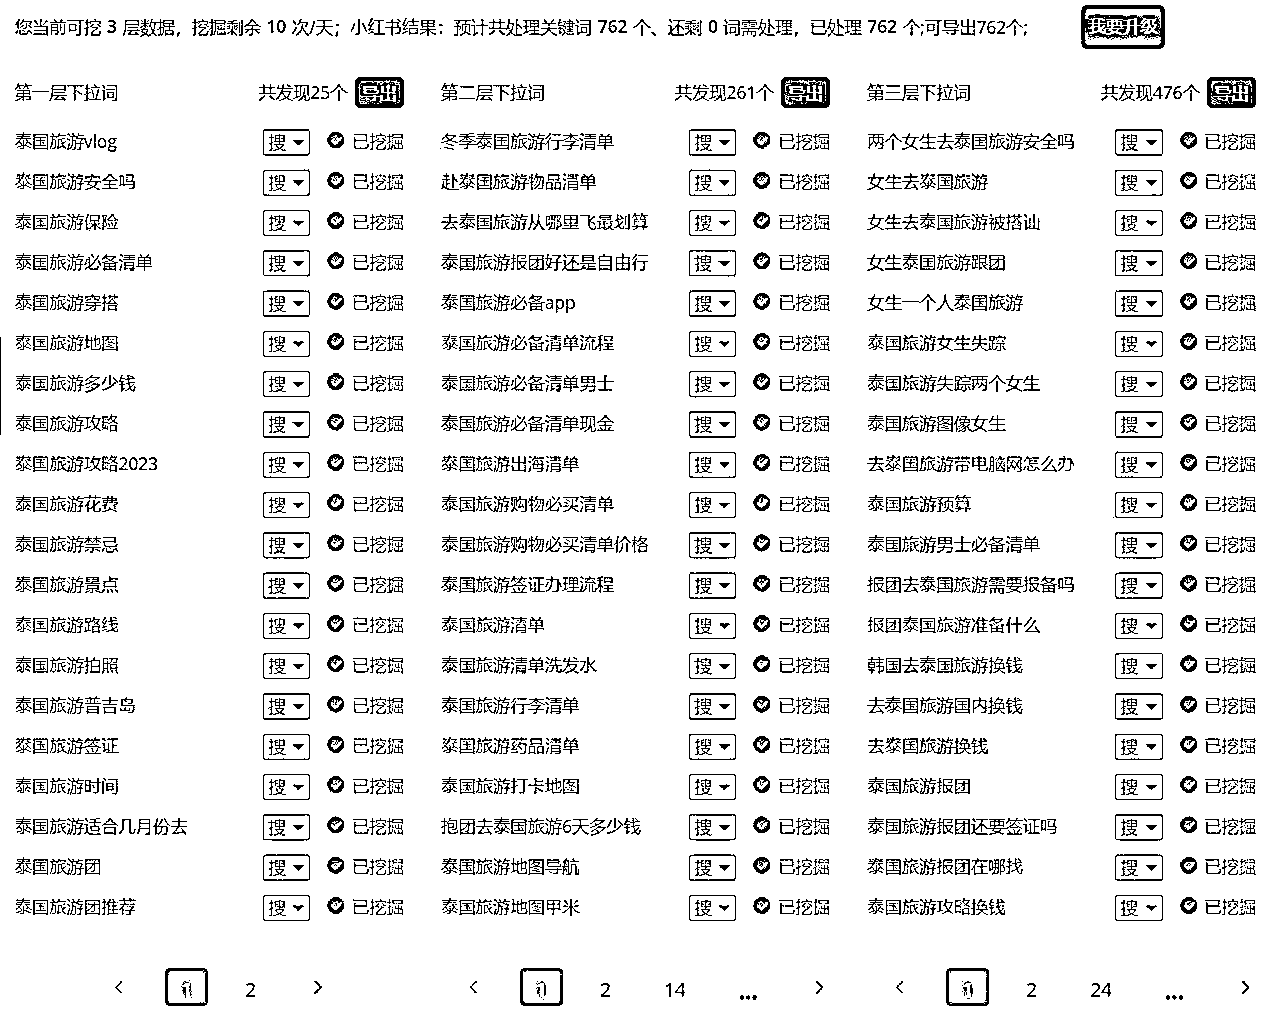 您当前可挖 3 层数据，挖掘剩余 10 次/天；小红书结果：预计共处理关键词 762 个、还剩 0 词需处理，已处理 762 个;可导出762个; 我要升级
第一层下拉词 共发现25个 导出 第二层下拉词 共发现261个 导出 第三层下拉词 共发现476个 导出
泰国旅游vlog 搜 已挖掘 冬季泰国旅游行李清单 搜 已挖掘 两个女生去泰国旅游安全吗 搜 已挖掘
泰国旅游安全吗 搜 已挖掘 赴泰国旅游物品清单 搜 已挖掘 女生去泰国旅游 搜 已挖掘
泰国旅游保险 搜 已挖掘 去泰国旅游从哪里飞最划算 搜 已挖掘 女生去泰国旅游被搭讪 搜 已挖掘
泰国旅游必备清单 搜 已挖掘 泰国旅游报团好还是自由行 搜 已挖掘 女生泰国旅游跟团 搜 已挖掘
泰国旅游穿搭 搜 已挖掘 泰国旅游必备app 搜 已挖掘 女生一个人泰国旅游 搜 已挖掘
泰国旅游地图 搜 已挖掘 泰国旅游必备清单流程 搜 已挖掘 泰国旅游女生失踪 搜 已挖掘
泰国旅游多少钱 搜 已挖掘 泰国旅游必备清单男士 搜 已挖掘 泰国旅游失踪两个女生 搜 已挖掘
泰国旅游攻略 搜 已挖掘 泰国旅游必备清单现金 搜 已挖掘 泰国旅游图像女生 搜 已挖掘
泰国旅游攻略2023 搜 已挖掘 泰国旅游出海清单 搜 已挖掘 去泰国旅游带电脑网怎么办 搜 已挖掘
泰国旅游花费 搜 已挖掘 泰国旅游购物必买清单 搜 已挖掘 泰国旅游预算 搜 已挖掘
泰国旅游禁忌 搜 已挖掘 泰国旅游购物必买清单价格 搜 已挖掘 泰国旅游男士必备清单 搜 已挖掘
泰国旅游景点 搜 已挖掘 泰国旅游签证办理流程 搜 已挖掘 报团去泰国旅游需要报备吗 搜 已挖掘
泰国旅游路线 搜 已挖掘 泰国旅游清单 搜 已挖掘 报团泰国旅游准备什么 搜 已挖掘
泰国旅游拍照 搜 已挖掘 泰国旅游清单洗发水 搜 已挖掘 韩国去泰国旅游换钱 搜 已挖掘
泰国旅游普吉岛 搜 已挖掘 泰国旅游行李清单 搜 已挖掘 去泰国旅游国内换钱 搜 已挖掘
泰国旅游签证 搜 已挖掘 泰国旅游药品清单 搜 已挖掘 去泰国旅游换钱 搜 已挖掘
泰国旅游时间 搜 已挖掘 泰国旅游打卡地图 搜 已挖掘 泰国旅游报团 搜 已挖掘
泰国旅游适合几月份去 搜 已挖掘 抱团去泰国旅游6天多少钱 搜 已挖掘 泰国旅游报团还要签证吗 搜 已挖掘
泰国旅游团 搜 已挖掘 泰国旅游地图导航 搜 已挖掘 泰国旅游报团在哪找 搜 已挖掘
泰国旅游团推荐 搜 已挖掘 泰国旅游地图甲米 搜 已挖掘 泰国旅游攻略换钱 搜 已挖掘
2 2 14 ... 2 24 ...